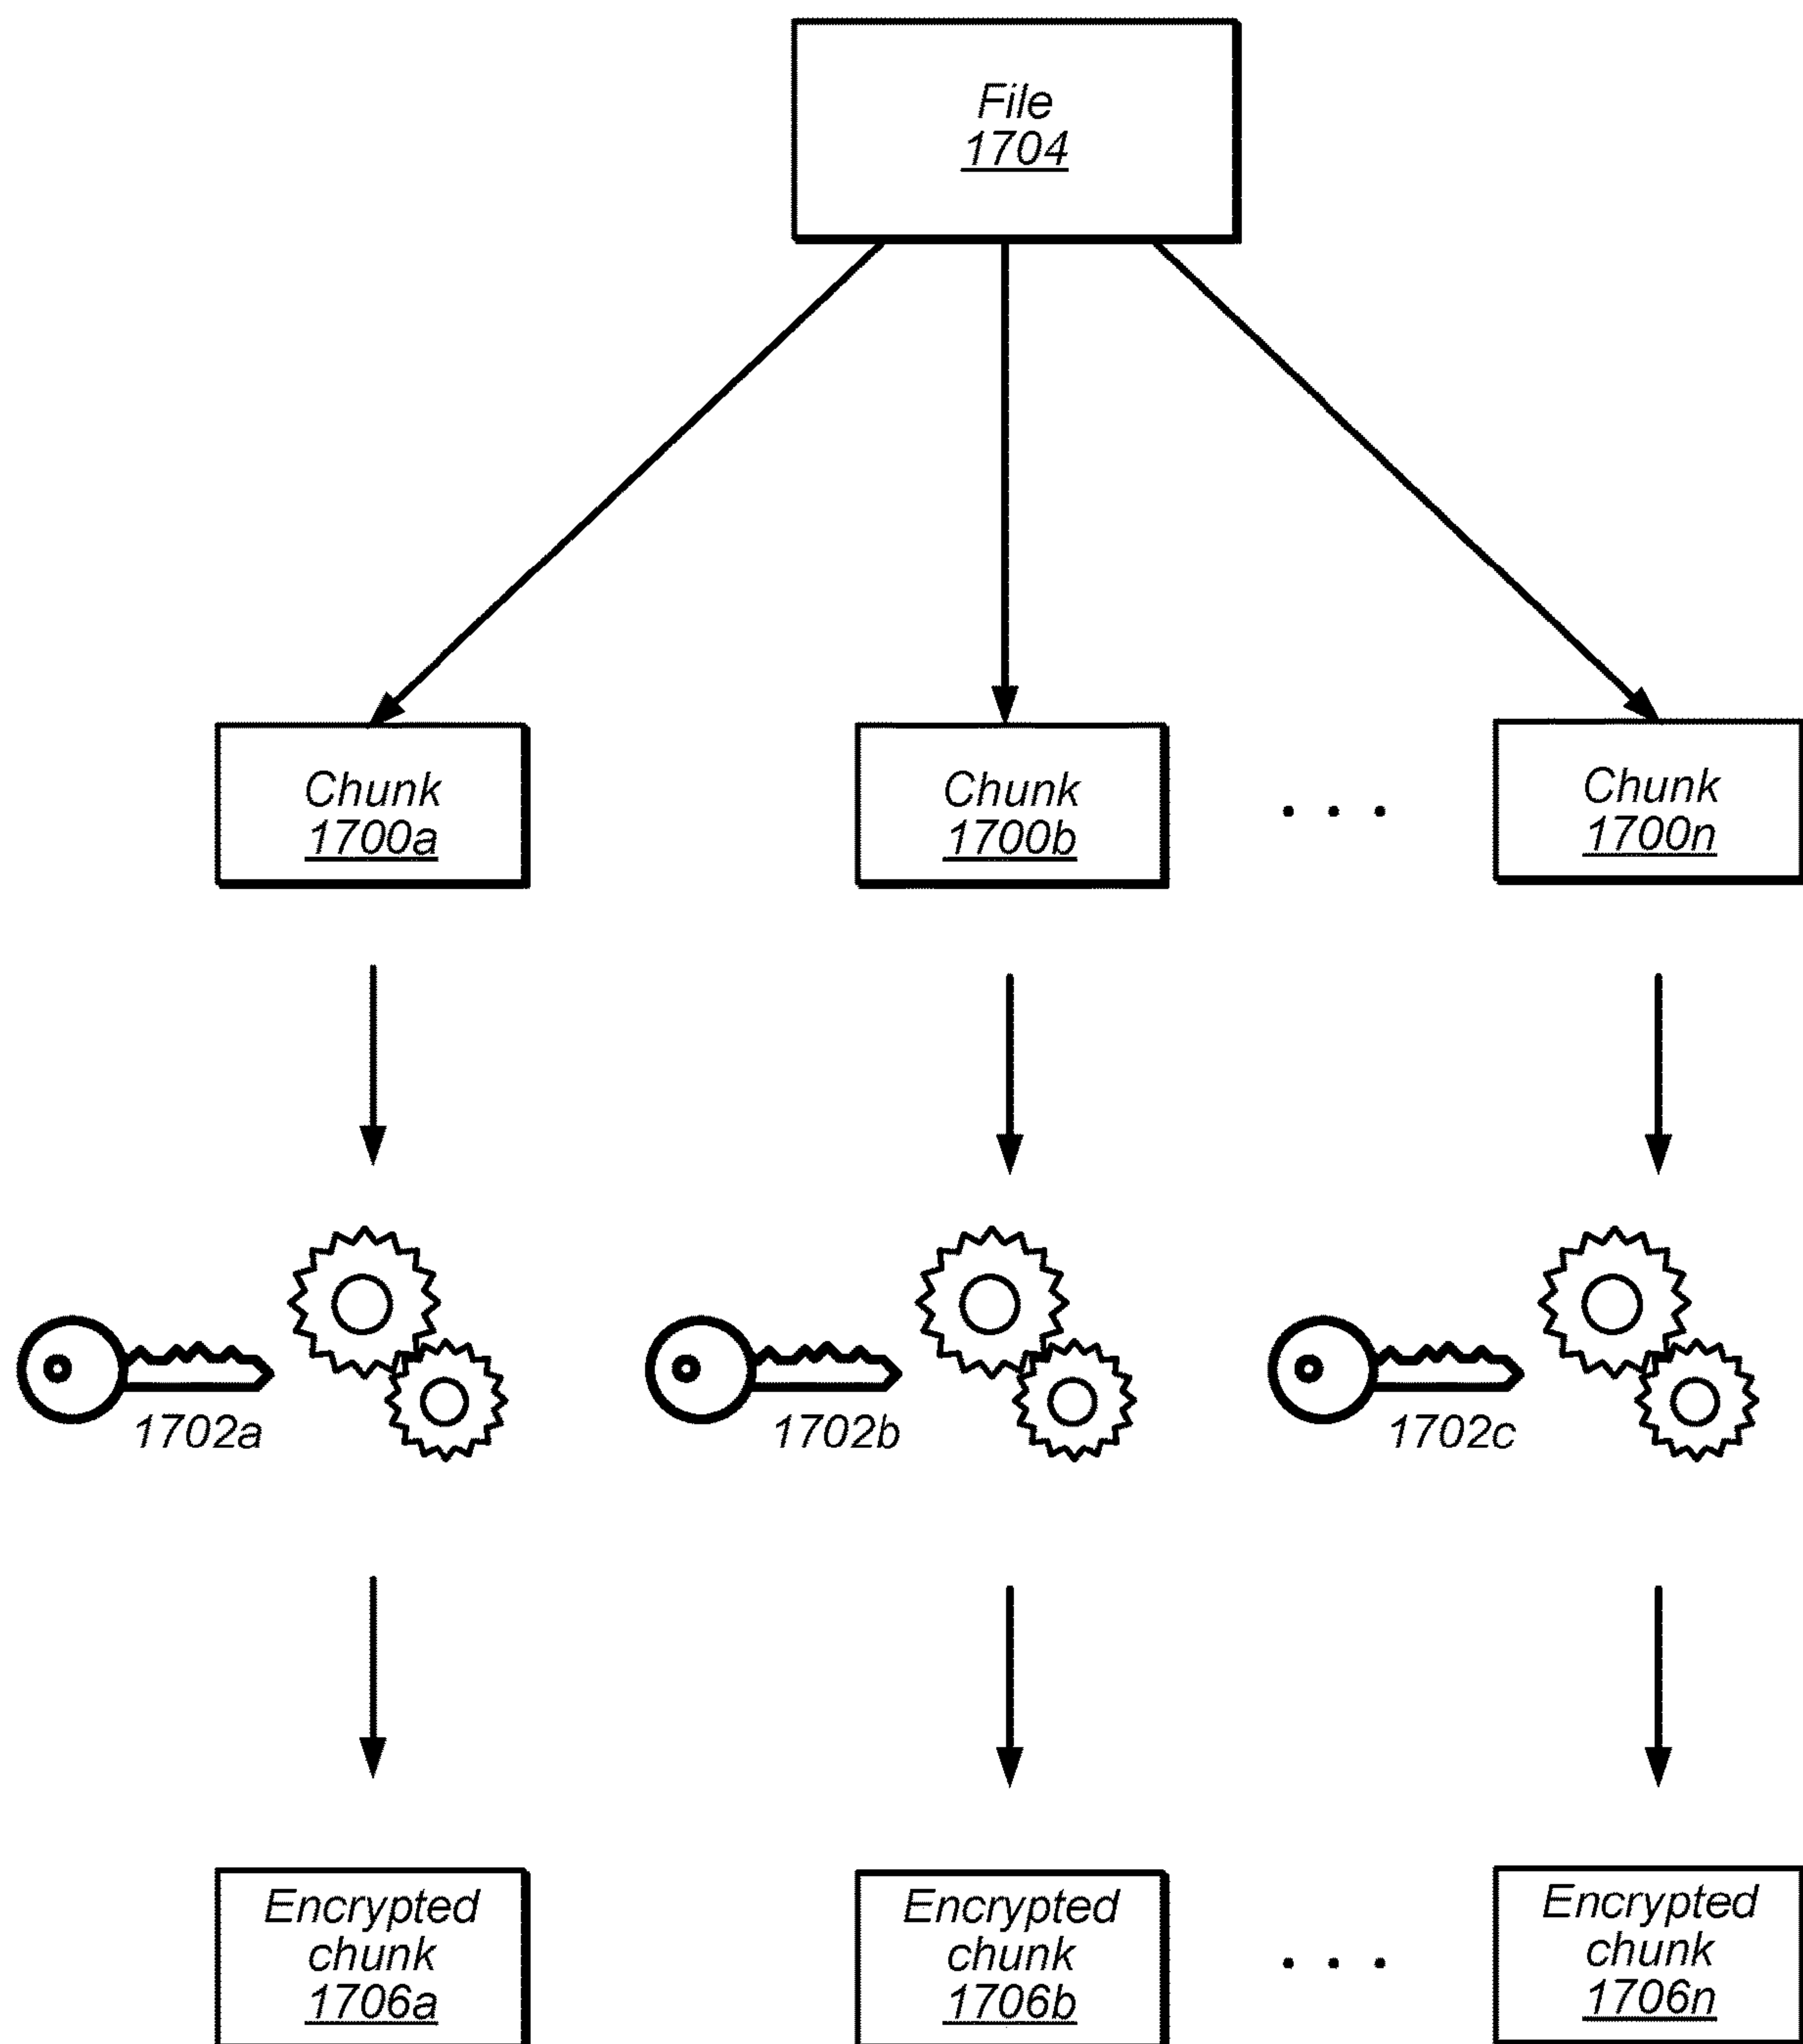 File
1704
Chunk
1700a
Chunk
1700b
. . .
Chunk
1700n
1702a
1702b
1702c
Encrypted
chunk
1706a
Encrypted
chunk
1706b
. . .
Encrypted
chunk
1706n